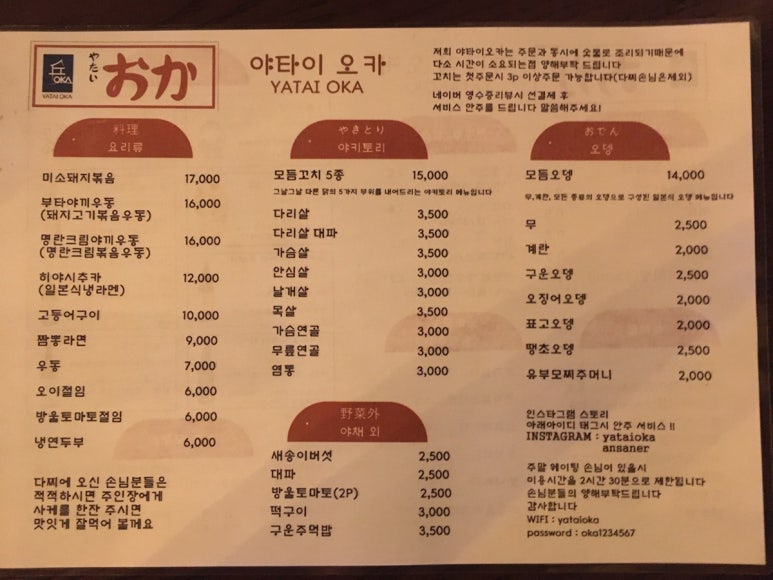 OKA
YATAI OKA
やたい
おか
야타이 오카
YATAI OKA
저희 야타이오카는 주문과 동시에 숯불로 조리되기때문에
다소 시간이 소요되는점 양해부탁 드립니다
꼬치는 첫주문시 3p 이상주문 가능합니다(다찌손님은제외)
네이버 영수증리뷰시 선결제 후
서비스 안주를 드립니다 말씀해주세요!
料理
요리류
미소돼지볶음 17,000
부타야끼우동 16,000
(돼지고기볶음우동)
명란크림야끼우동 16,000
(명란크림볶음우동)
히야시추카 12,000
(일본식냉라멘)
고등어구이 10,000
짬뽕라면 9,000
우동 7,000
오이절임 6,000
방울토마토절임 6,000
냉연두부 6,000
다찌에 오신 손님분들은
적적하시면 주인장에게
사케를 한잔 주시면
맛있게 잘먹어 볼께요
やきとり
야키토리
모듬꼬치 5종 15,000
그날그날 다른 닭의 5가지 부위를 내어드리는 야키토리 메뉴입니다
다리살 3,500
다리살 대파 3,500
가슴살 3,500
안심살 3,000
날개살 3,000
목살 3,500
가슴연골 3,000
무릎연골 3,000
염통 3,000
野菜外
야채 외
새송이버섯 2,500
대파 2,500
방울토마토(2P) 2,500
떡구이 3,000
구운주먹밥 3,500
おでん
오뎅
모듬오뎅 14,000
무,계란, 모든 종류의 오뎅으로 구성된 일본식 오뎅 메뉴입니다
무 2,500
계란 2,000
구운오뎅 2,500
오징어오뎅 2,000
표고오뎅 2,000
땡초오뎅 2,500
유부모찌주머니 2,000
인스타그램 스토리
아래아이디 태그시 안주 서비스 !!
INSTAGRAM : yataioka
ansaner
주말 웨이팅 손님이 있을시
이용시간을 2시간 30분으로 제한됩니다
손님분들의 양해부탁드립니다
감사합니다
WIFI : yataioka
password : oka1234567